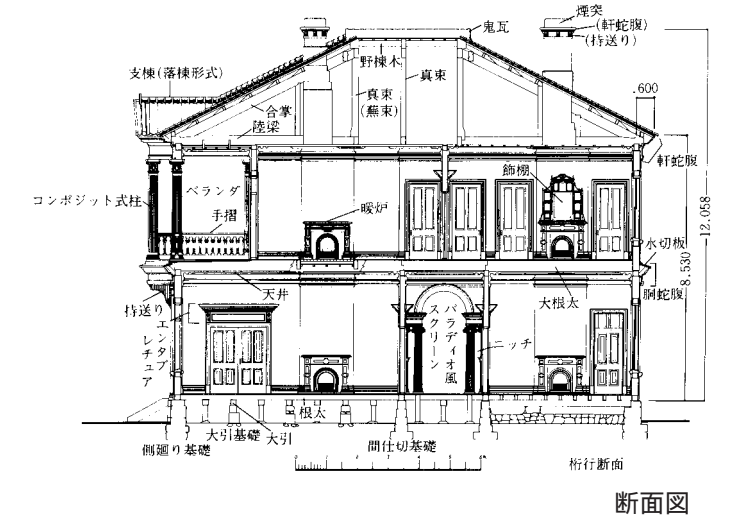 鬼瓦
煙突
(軒蛇腹)
(持送り)
野棟木
支棟(落棟形式)
真束
真束
(蕪束)
.600
合掌
陸梁
軒蛇腹
飾棚
ベランダ
コンポジット式柱
暖炉
手摺
12.058
8.530
水切板
天井
大根太
胴蛇腹
持送り
エンタブレチュア
パラディオ風
スクリーン
ニッチ
根太
大引基礎
大引
側廻り基礎
間仕切基礎
桁行断面
断面図